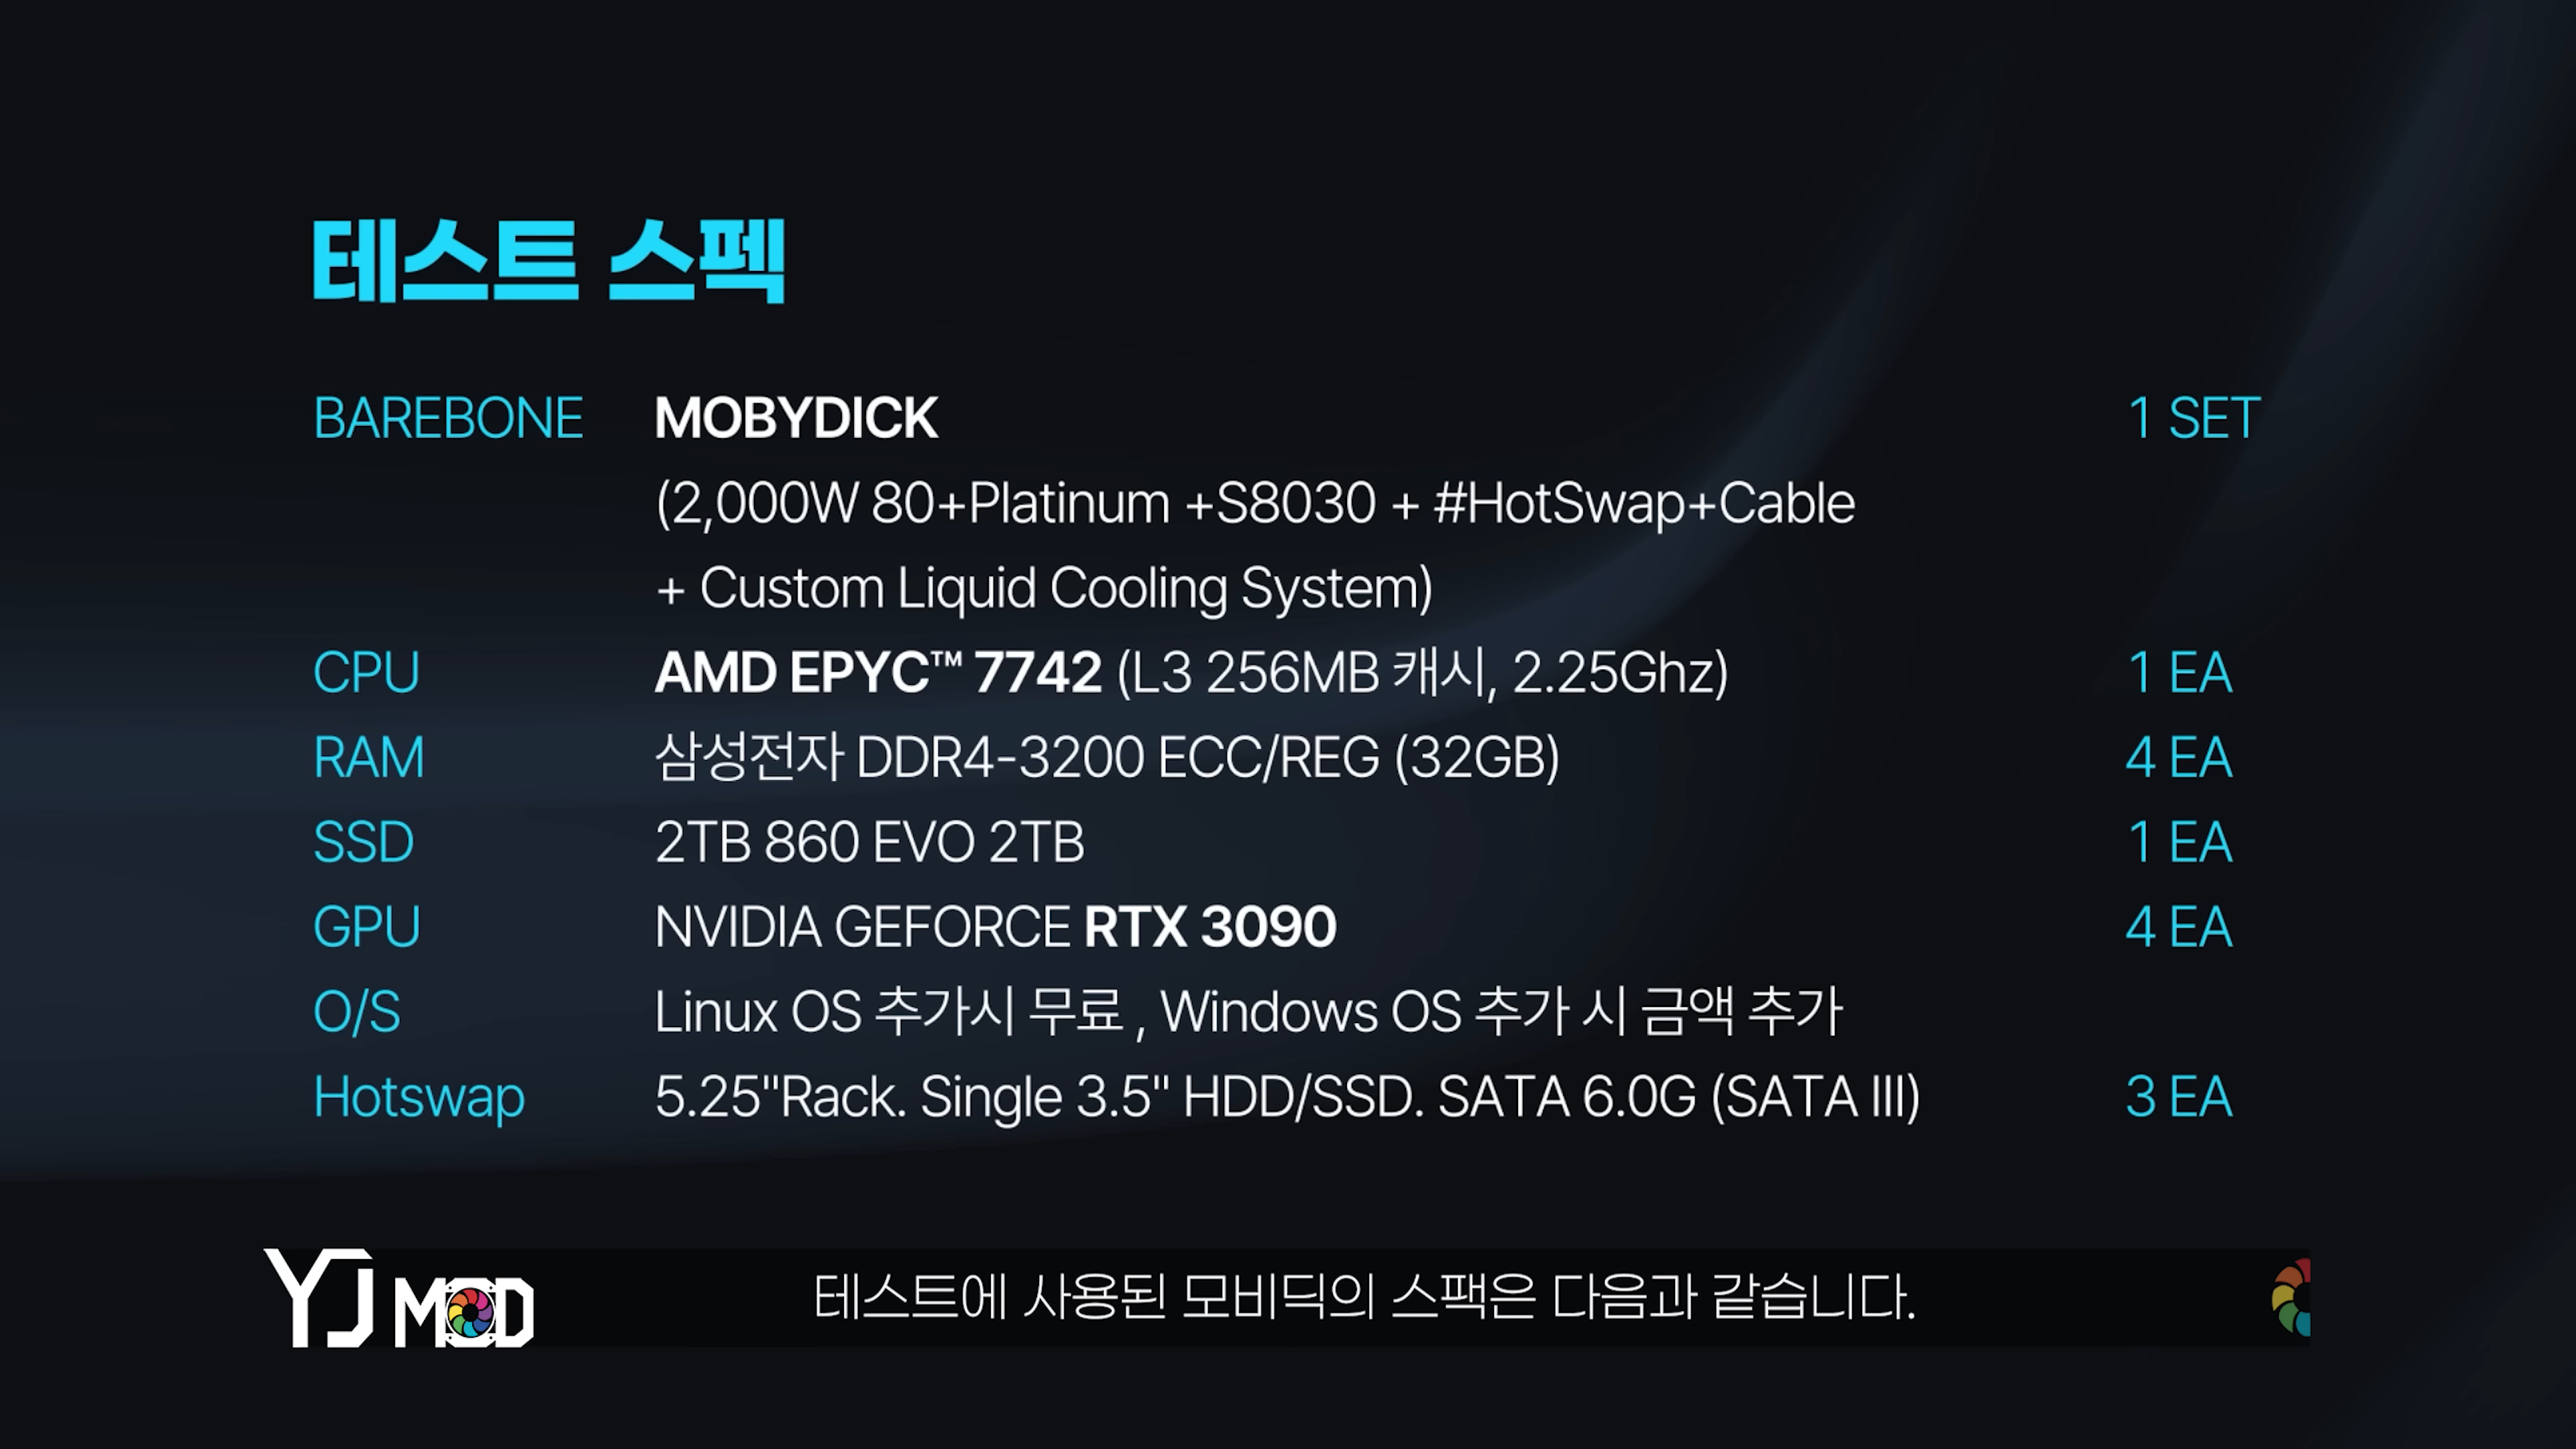 테스트 스펙
BAREBONE MOBYDICK 1 SET
(2,000W 80+Platinum +S8030 + #HotSwap+Cable
+ Custom Liquid Cooling System)
CPU AMD EPYC™ 7742 (L3 256MB 캐시, 2.25Ghz) 1 EA
RAM 삼성전자 DDR4-3200 ECC/REG (32GB) 4 EA
SSD 2TB 860 EVO 2TB 1 EA
GPU NVIDIA GEFORCE RTX 3090 4 EA
O/S Linux OS 추가시 무료 , Windows OS 추가 시 금액 추가
Hotswap 5.25"Rack. Single 3.5" HDD/SSD. SATA 6.0G (SATA III) 3 EA
YJ MOD 테스트에 사용된 모비딕의 스팩은 다음과 같습니다.